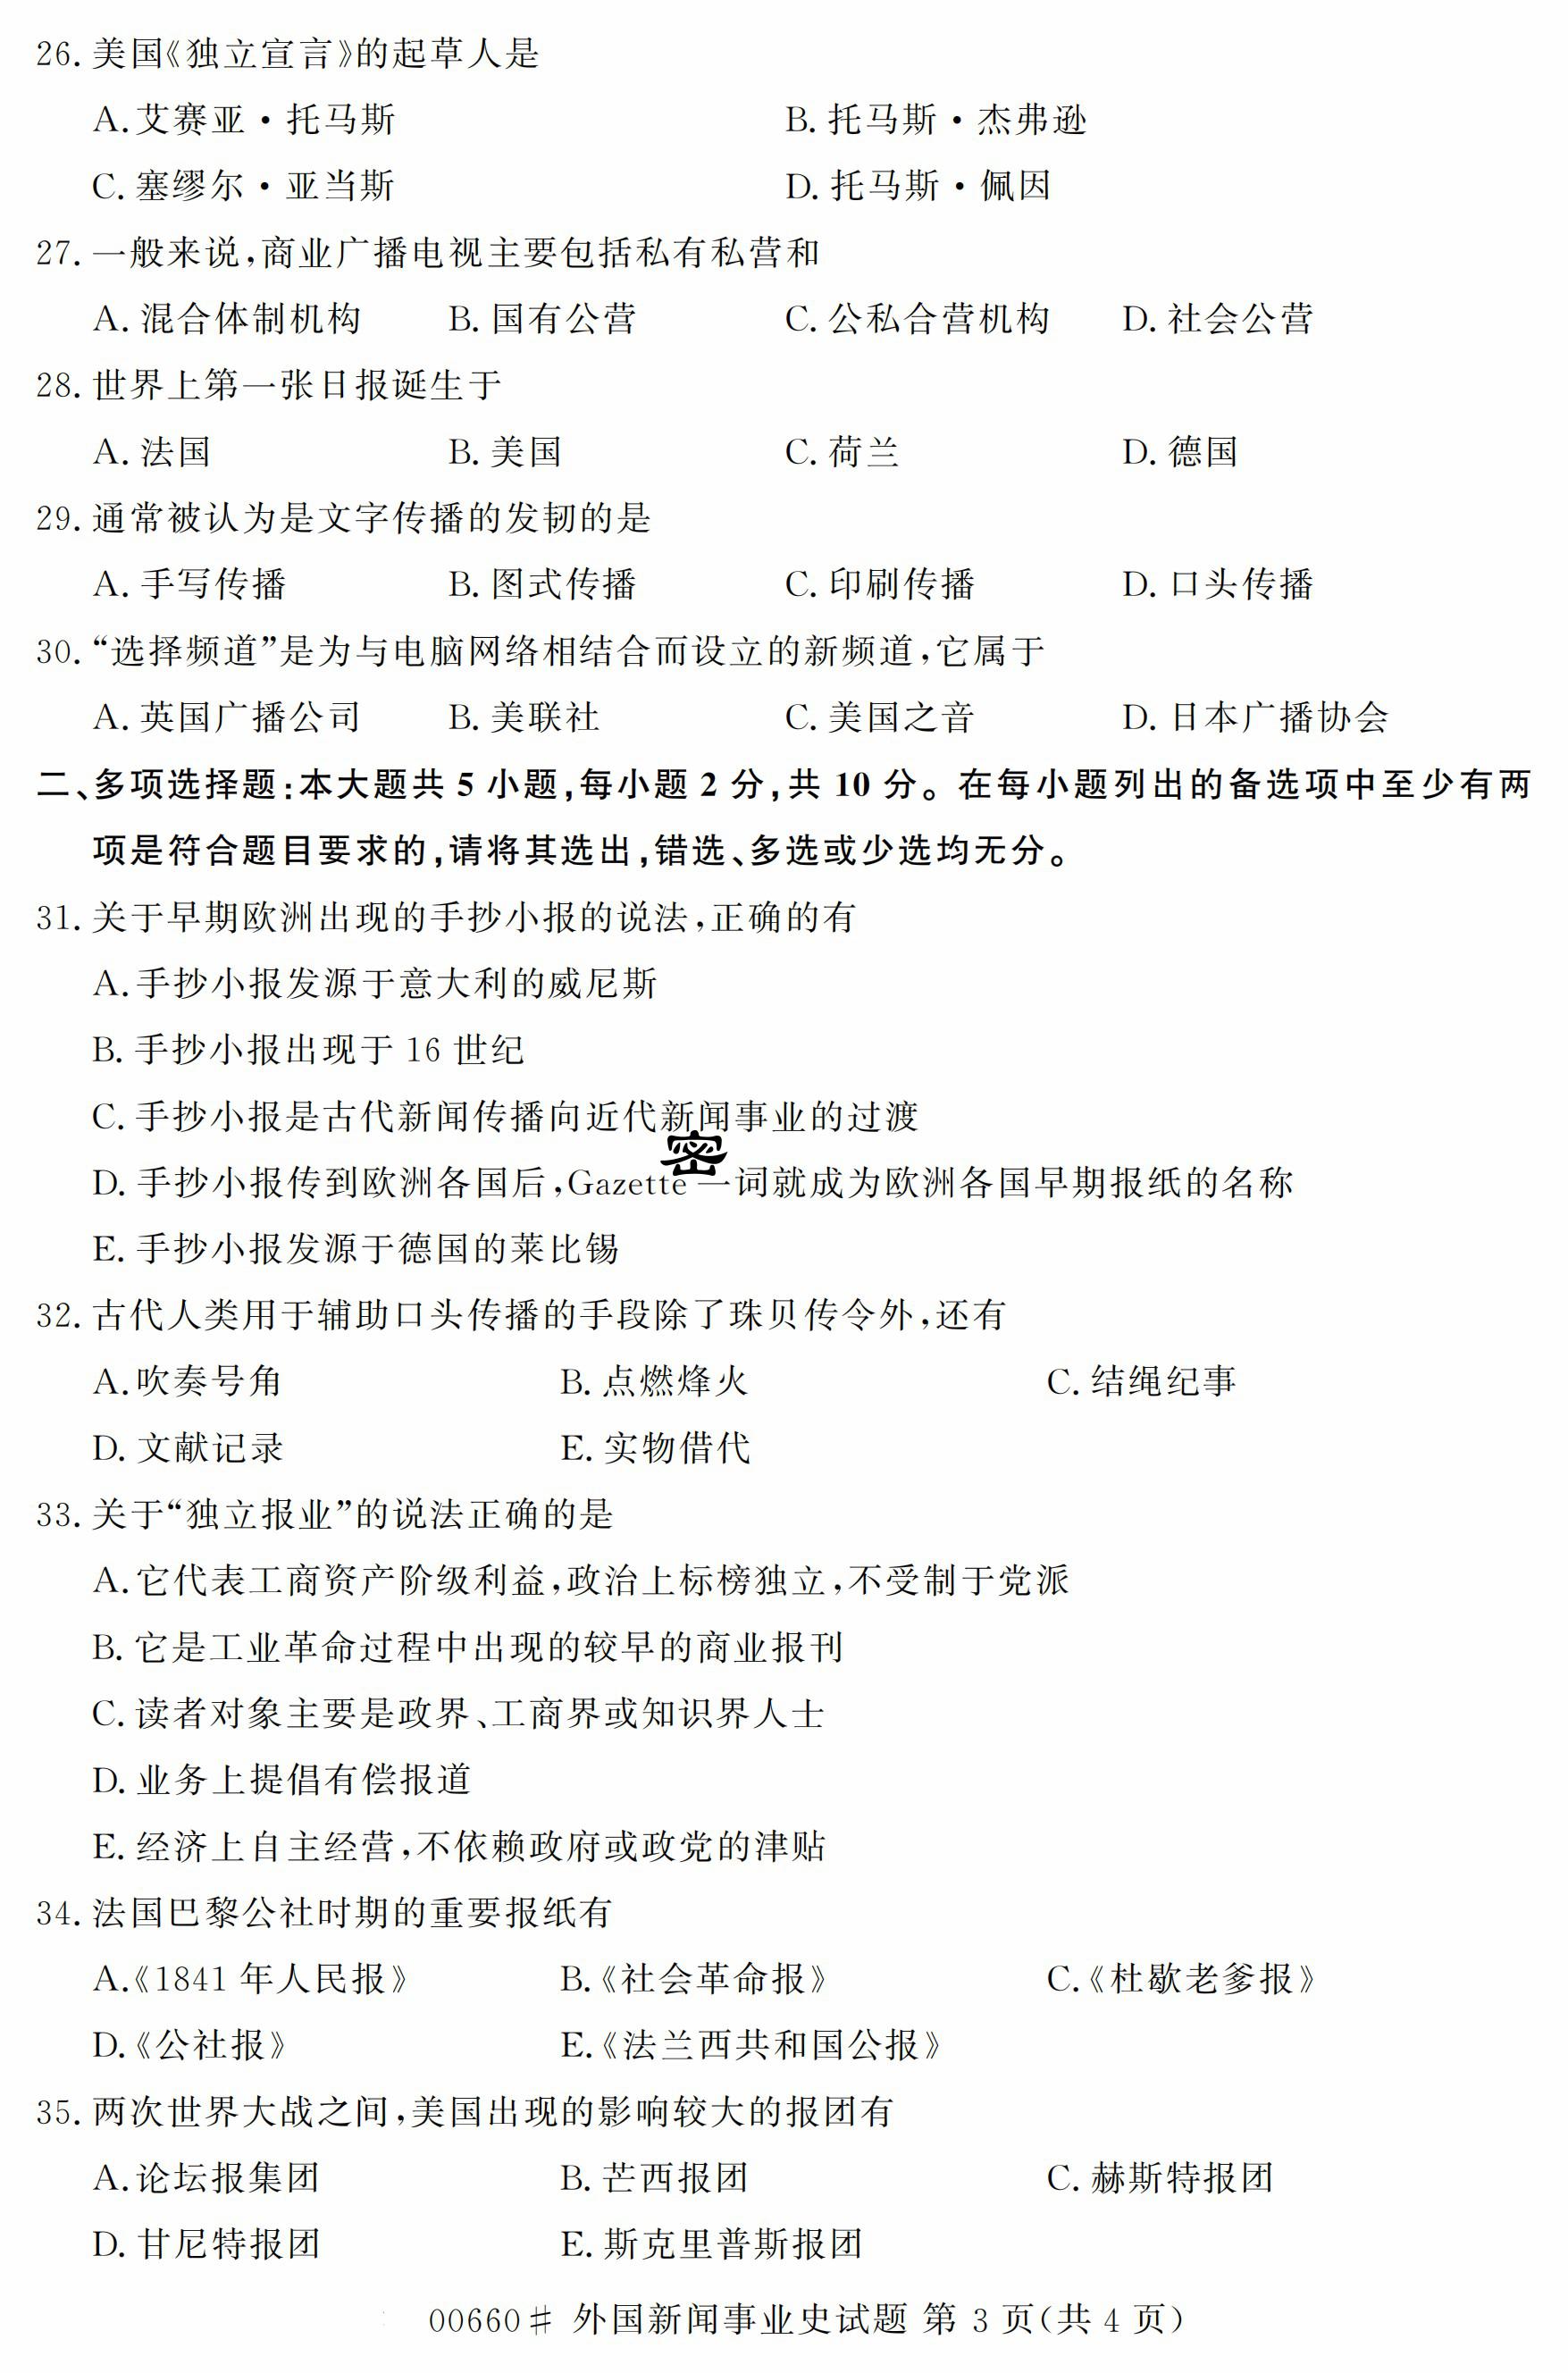 26. 美国《独立宣言》的起草人是
A. 艾赛亚·托马斯 B. 托马斯·杰弗逊
C. 塞缪尔·亚当斯 D. 托马斯·佩因
27. 一般来说,商业广播电视主要包括私有私营和
A. 混合体制机构 B. 国有公营 C. 公私合营机构 D. 社会公营
28. 世界上第一张日报诞生于
A. 法国 B. 美国 C. 荷兰 D. 德国
29. 通常被认为是文字传播的发韧的是
A. 手写传播 B. 图式传播 C. 印刷传播 D. 口头传播
30. “选择频道”是为与电脑网络相结合而设立的新频道,它属于
A. 英国广播公司 B. 美联社 C. 美国之音 D. 日本广播协会
二、多项选择题:本大题共 5 小题,每小题 2 分,共 10 分。在每小题列出的备选项中至少有两
项是符合题目要求的,请将其选出,错选、多选或少选均无分。
31. 关于早期欧洲出现的手抄小报的说法,正确的有
A. 手抄小报发源于意大利的威尼斯
B. 手抄小报出现于 16 世纪
C. 手抄小报是古代新闻传播向近代新闻事业的过渡
密
D. 手抄小报传到欧洲各国后,Gazette 一词就成为欧洲各国早期报纸的名称
E. 手抄小报发源于德国的莱比锡
32. 古代人类用于辅助口头传播的手段除了珠贝传令外,还有
A. 吹奏号角 B. 点燃烽火 C. 结绳纪事
D. 文献记录 E. 实物借代
33. 关于“独立报业”的说法正确的是
A. 它代表工商资产阶级利益,政治上标榜独立,不受制于党派
B. 它是工业革命过程中出现的较早的商业报刊
C. 读者对象主要是政界、工商界或知识界人士
D. 业务上提倡有偿报道
E. 经济上自主经营,不依赖政府或政党的津贴
34. 法国巴黎公社时期的重要报纸有
A.《1841 年人民报》 B.《社会革命报》 C.《杜歇老爹报》
D.《公社报》 E.《法兰西共和国公报》
35. 两次世界大战之间,美国出现的影响较大的报团有
A. 论坛报集团 B. 芒西报团 C. 赫斯特报团
D. 甘尼特报团 E. 斯克里普斯报团
00660# 外国新闻事业史试题 第 3 页(共 4 页)